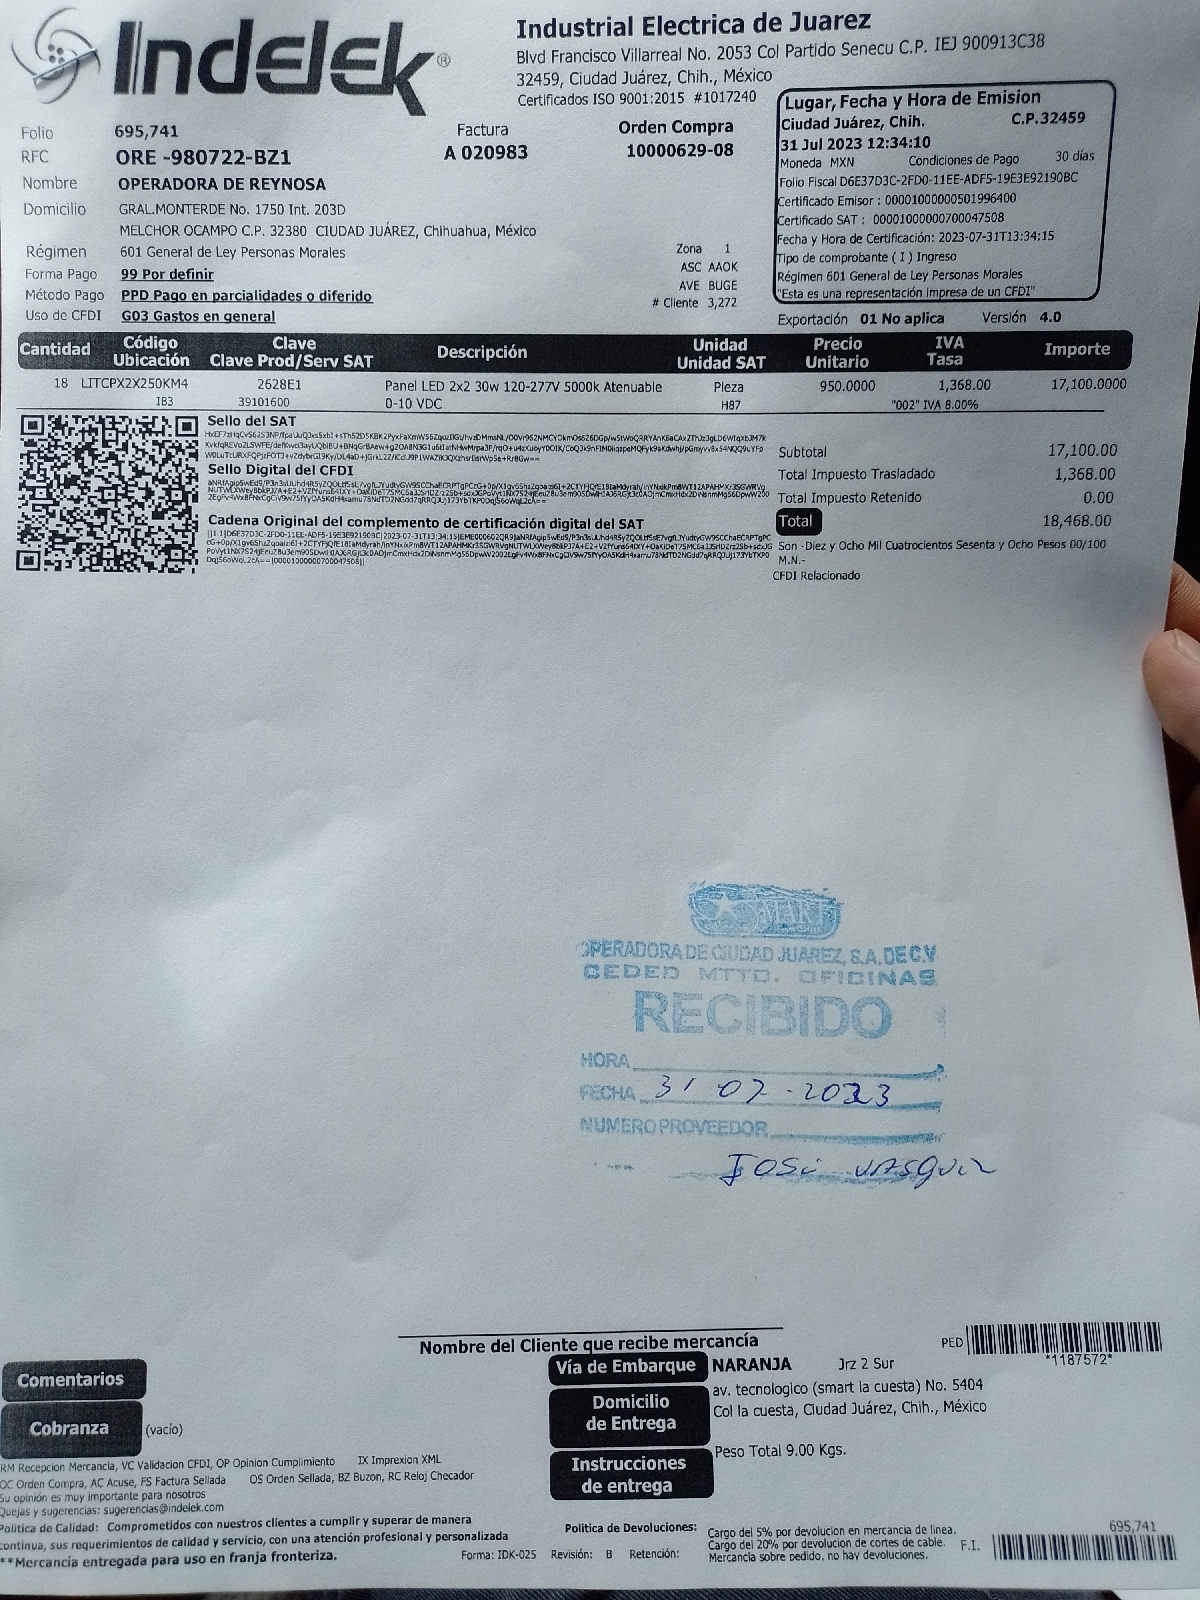 Indelek®
Industrial Electrica de Juarez
Blvd Francisco Villarreal No. 2053 Col Partido Senecu C.P. IEJ 900913C38
32459, Ciudad Juárez, Chih., México
Certificados ISO 9001:2015 #1017240
Folio 695,741
Factura
A 020983
Orden Compra
10000629-08
RFC ORE -980722-BZ1
Nombre OPERADORA DE REYNOSA
Domicilio GRAL.MONTERDE No. 1750 Int. 203D
MELCHOR OCAMPO C.P. 32380 CIUDAD JUÁREZ, Chihuahua, México
Régimen 601 General de Ley Personas Morales
Forma Pago 99 Por definir
Método Pago PPD Pago en parcialidades o diferido
Uso de CFDI G03 Gastos en general
Zona 1
ASC AAOK
AVE BUGE
# Cliente 3,272
Lugar, Fecha y Hora de Emision
Ciudad Juárez, Chih. C.P.32459
31 Jul 2023 12:34:10
Moneda MXN Condiciones de Pago 30 días
Folio Fiscal D6E37D3C-2FD0-11EE-ADF5-19E3E92190BC
Certificado Emisor : 00001000000501996400
Certificado SAT : 00001000000700047508
Fecha y Hora de Certificación: 2023-07-31T13:34:15
Tipo de comprobante ( I ) Ingreso
Régimen 601 General de Ley Personas Morales
"Esta es una representación impresa de un CFDI"
Exportación 01 No aplica Versión 4.0
Cantidad Código Ubicación Clave Clave Prod/Serv SAT Descripción Unidad Unidad SAT Precio Unitario IVA Tasa Importe
18 LITCPX2X250KM4 2628E1 Panel LED 2x2 30w 120-277V 5000k Atenuable Pieza 950.0000 1,368.00 17,100.0000
IB3 39101600 0-10 VDC H87 "002" IVA 8.00%
Sello del SAT
Sello Digital del CFDI
Cadena Original del complemento de certificación digital del SAT
Subtotal 17,100.00
Total Impuesto Trasladado 1,368.00
Total Impuesto Retenido 0.00
Total 18,468.00
Son -Diez y Ocho Mil Cuatrocientos Sesenta y Ocho Pesos 00/100
M.N.-
CFDI Relacionado
SMART
OPERADORA DE CIUDAD JUAREZ, S.A. DE C.V.
CEDED MTTO. OFICINAS
RECIBIDO
HORA
FECHA 31 07 - 2023
NUMERO PROVEEDOR
José
Nombre del Cliente que recibe mercancía
PED
*1187572*
Comentarios
Cobranza (vacío)
Vía de Embarque NARANJA Jrz 2 Sur
Domicilio de Entrega
av. tecnologico (smart la cuesta) No. 5404
Col la cuesta, Ciudad Juárez, Chih., México
Instrucciones de entrega
Peso Total 9.00 Kgs.
RM Recepcion Mercancia, VC Validacion CFDI, OP Opinion Cumplimiento IX Imprexion XML
OC Orden Compra, AC Acuse, FS Factura Sellada OS Orden Sellada, BZ Buzon, RC Reloj Checador
Su opinión es muy importante para nosotros
Quejas y sugerencias: sugerencias@indelek.com
Politica de Calidad: Comprometidos con nuestros clientes a cumplir y superar de manera
continua, sus requerimientos de calidad y servicio, con una atención profesional y personalizada
**Mercancia entregada para uso en franja fronteriza.
Forma: IDK-025 Revisión: B Retención:
Politica de Devoluciones:
Cargo del 5% por devolucion en mercancia de linea.
Cargo del 20% por devolucion de cortes de cable.
Mercancia sobre pedido, no hay devoluciones.
F.I.
695,741